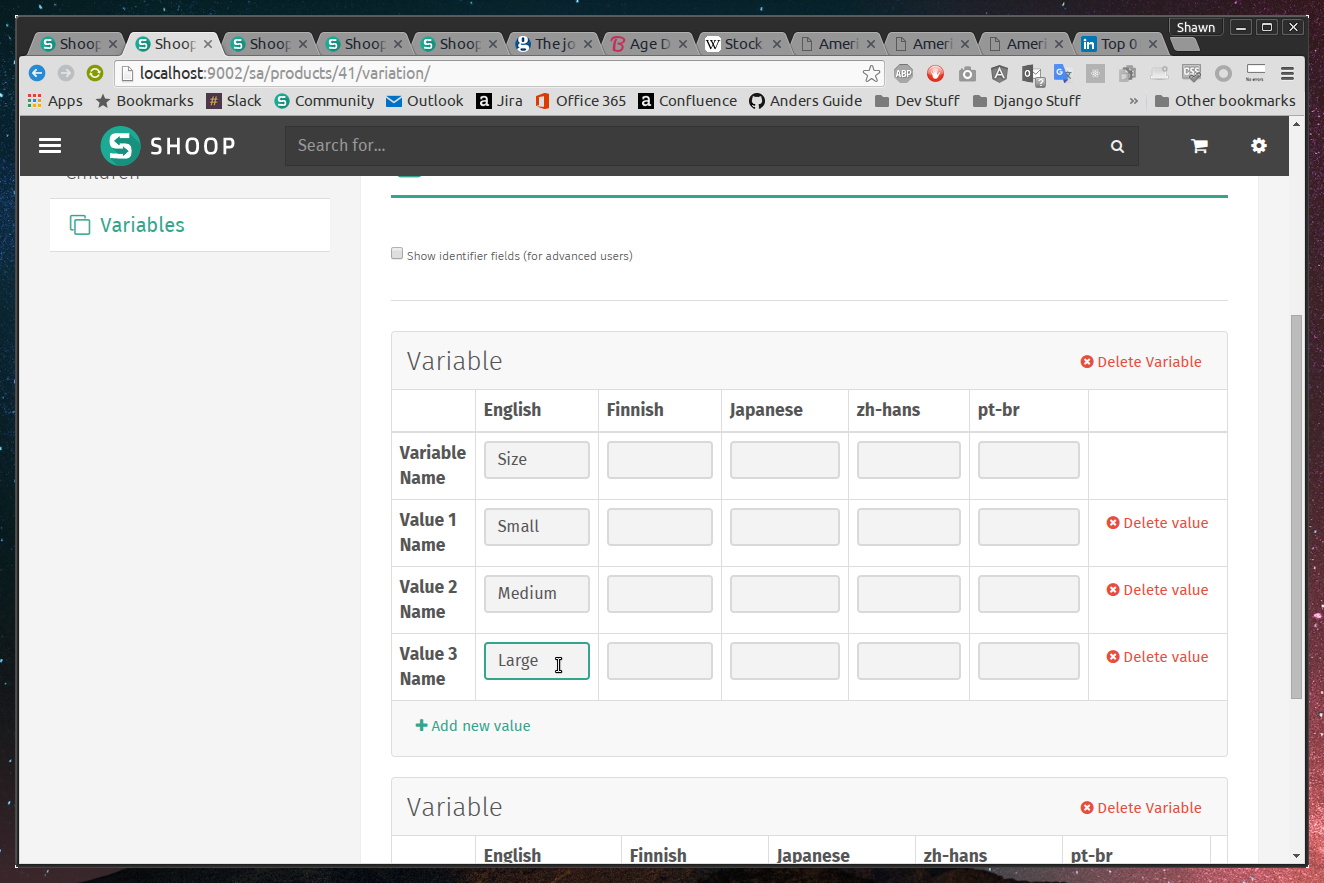 Shawn
Shoop Shoop Shoop Shoop Shoop The jo Age D Stock Ameri Ameri Ameri Top 0
localhost:9002/sa/products/41/variation/
Apps Bookmarks Slack Community Outlook Jira Office 365 Confluence Anders Guide Dev Stuff Django Stuff » Other bookmarks
SHOOP Search for...
Children
Variables
Show identifier fields (for advanced users)
Variable Delete Variable
English Finnish Japanese zh-hans pt-br
Variable Name Size
Value 1 Name Small Delete value
Value 2 Name Medium Delete value
Value 3 Name Large Delete value
Add new value
Variable Delete Variable
English Finnish Japanese zh-hans pt-br